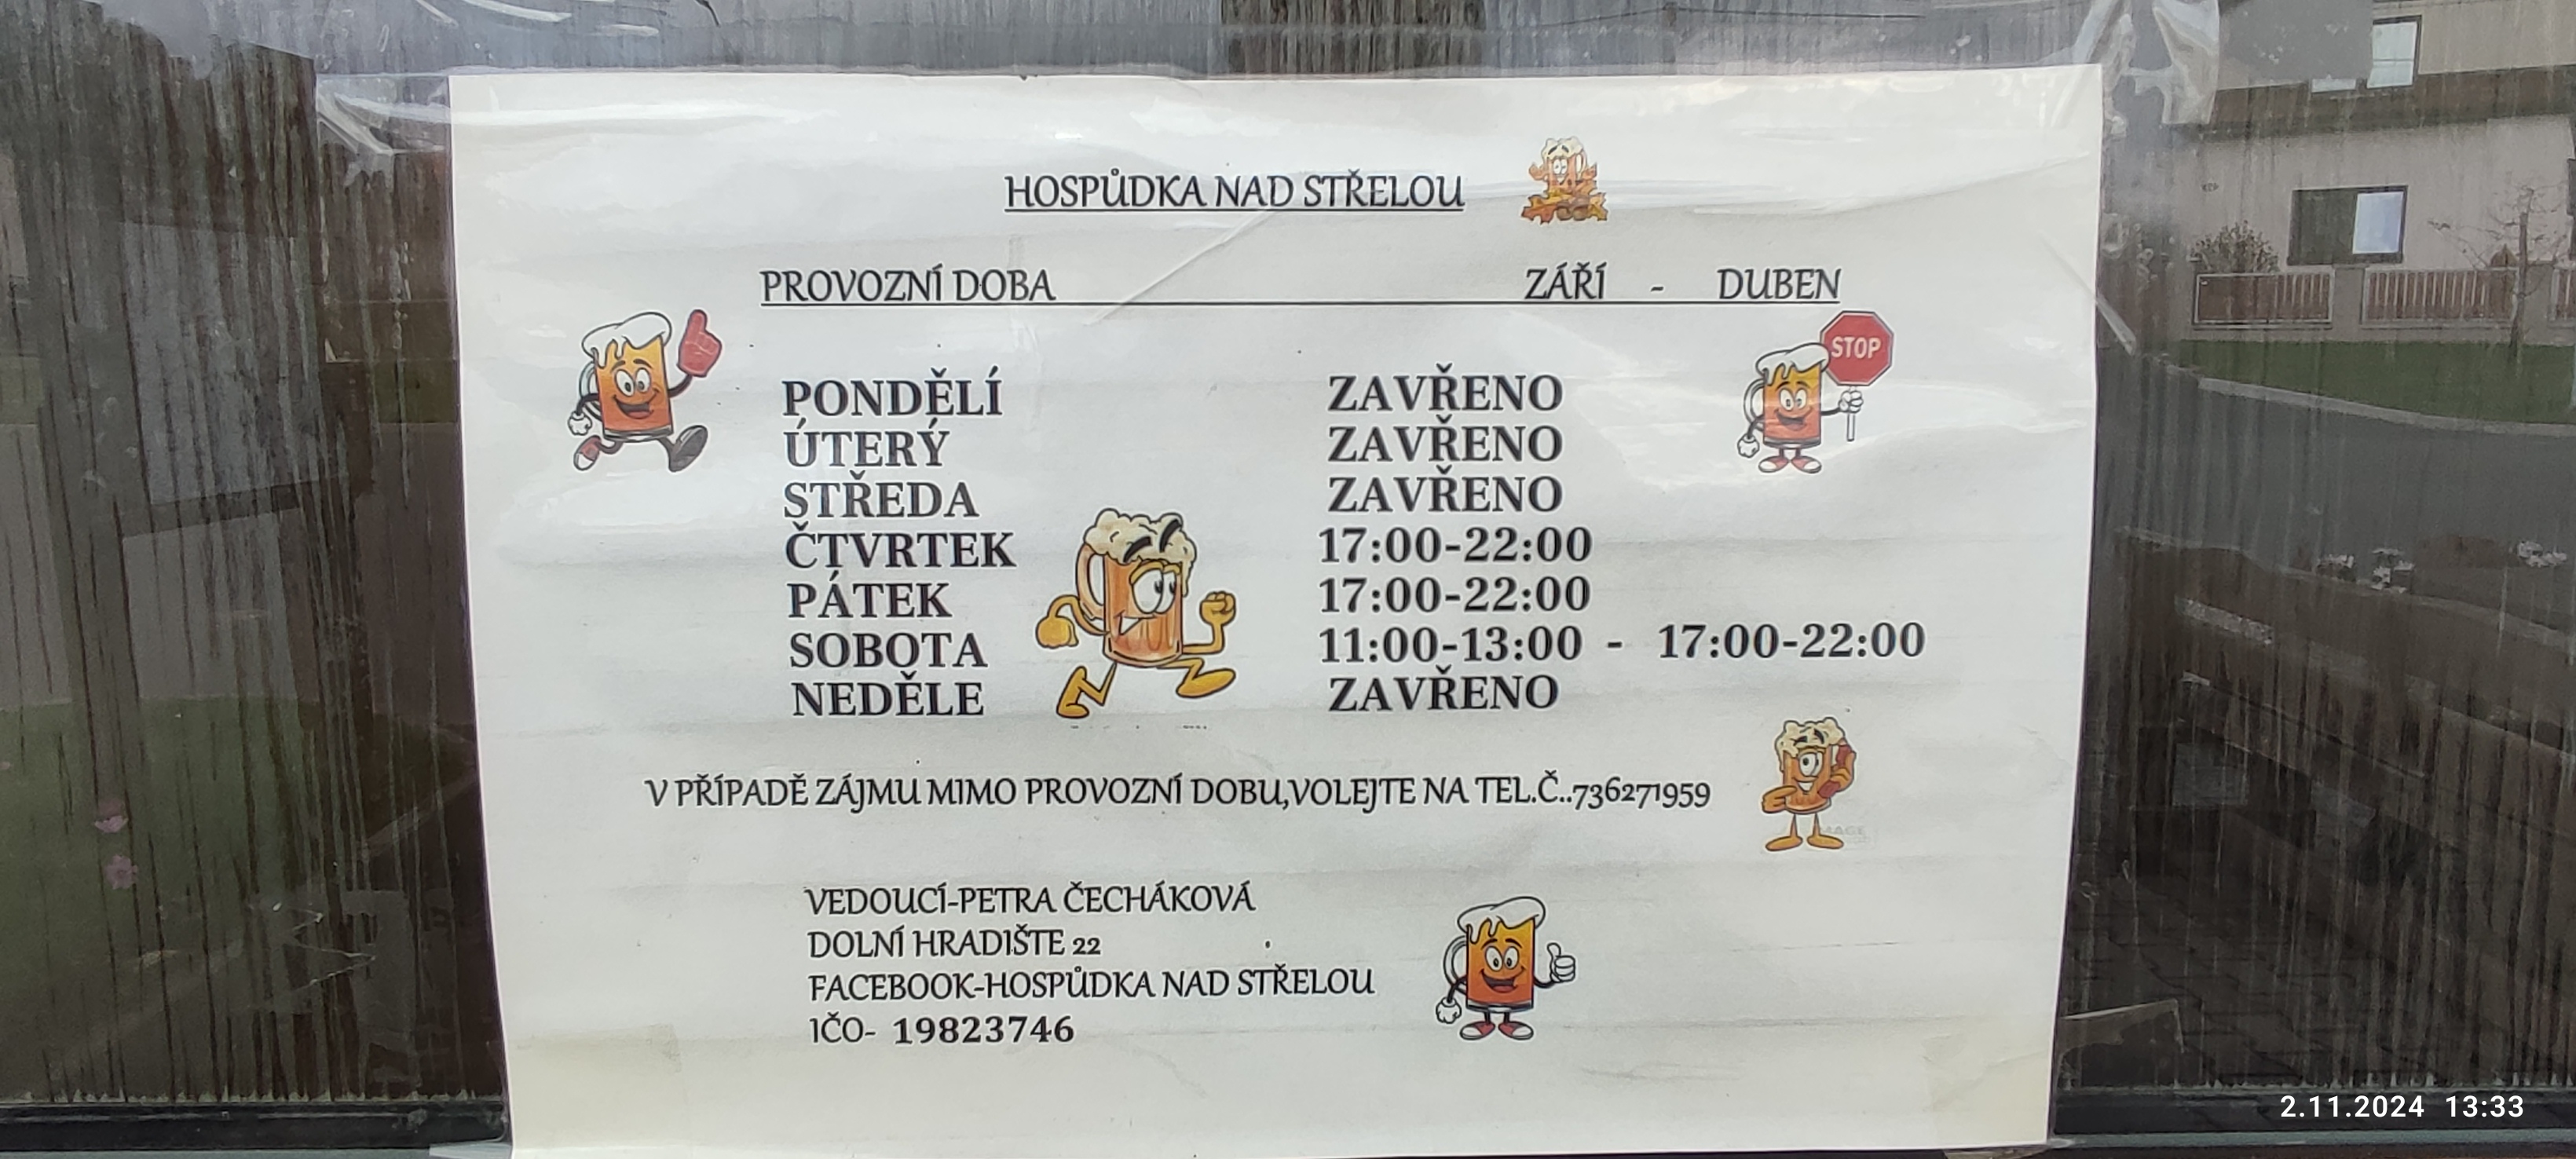 HOSPŮDKA NAD STŘELOU
PROVOZNÍ DOBA ZÁŘÍ - DUBEN
STOP
PONDĚLÍ ZAVŘENO
ÚTERÝ ZAVŘENO
STŘEDA ZAVŘENO
ČTVRTEK 17:00-22:00
PÁTEK 17:00-22:00
SOBOTA 11:00-13:00 - 17:00-22:00
NEDĚLE ZAVŘENO
V PŘÍPADĚ ZÁJMU MIMO PROVOZNÍ DOBU,VOLEJTE NA TEL.Č..736271959
VEDOUCÍ-PETRA ČECHÁKOVÁ
DOLNÍ HRADIŠTE 22
FACEBOOK-HOSPŮDKA NAD STŘELOU
IČO- 19823746
2.11.2024 13:33